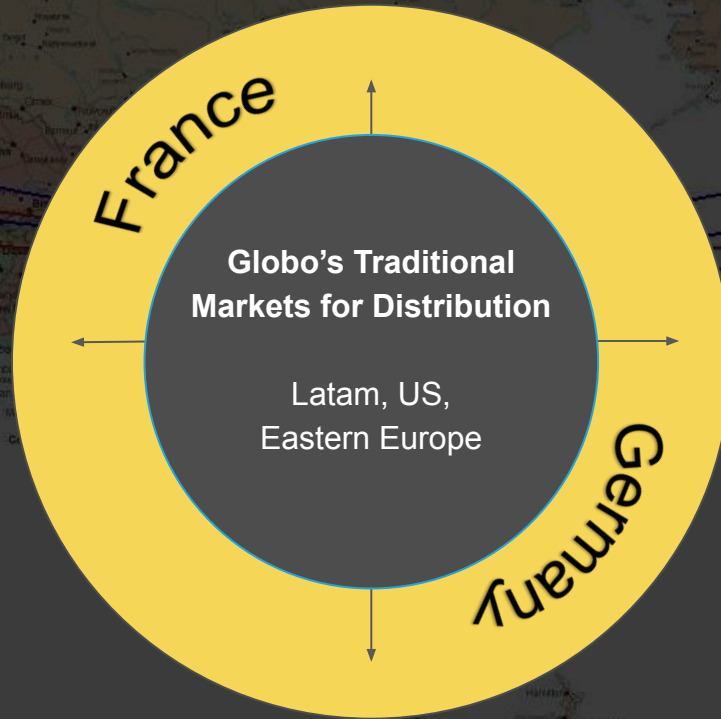 France
Globo’s Traditional
Markets for Distribution
Latam, US,
Eastern Europe
Germany